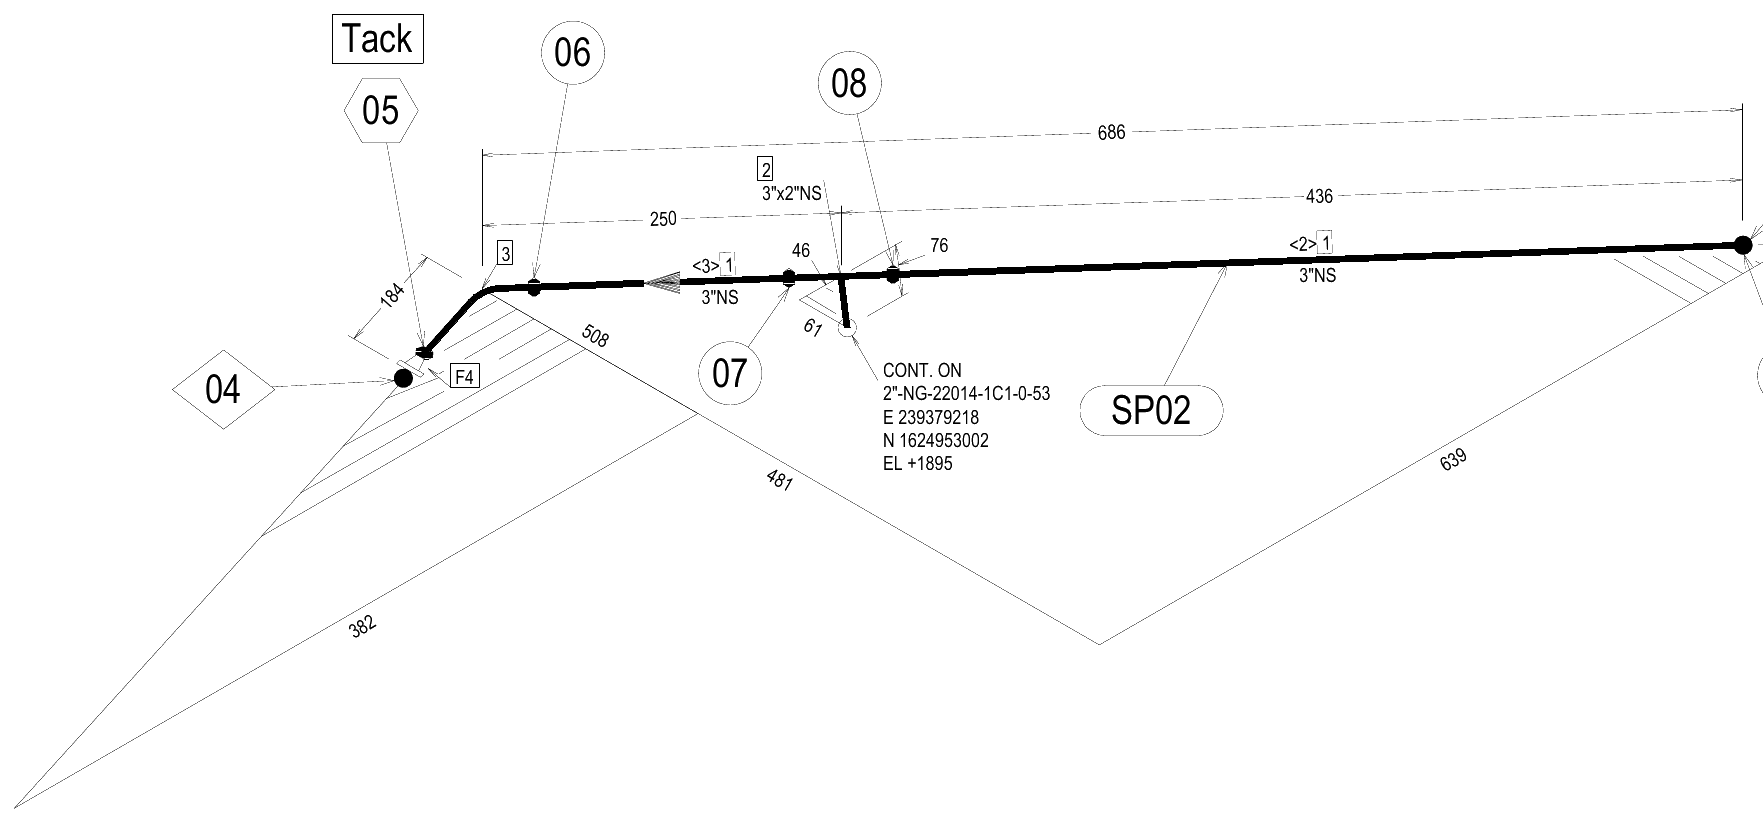 Tack
06
08
05
686
2
3"x2"NS
436
250
3
46
76
<3> 1
3"NS
<2> 1
3"NS
184
508
61
07
04
F4
CONT. ON
2"-NG-22014-1C1-0-53
E 239379218
N 1624953002
EL +1895
SP02
481
639
382